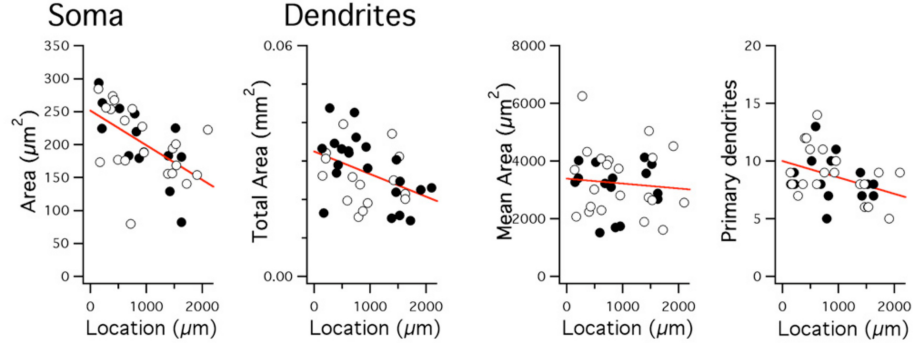 Soma
Dendrites
350
300
250
200
150
100
50
0
Area (µm²)
0 1000 2000
Location (µm)
0.06
0.00
Total Area (mm²)
0 1000 2000
Location (µm)
8000
6000
4000
2000
0
Mean Area (µm²)
0 1000 2000
Location (µm)
20
15
10
5
0
Primary dendrites
0 1000 2000
Location (µm)